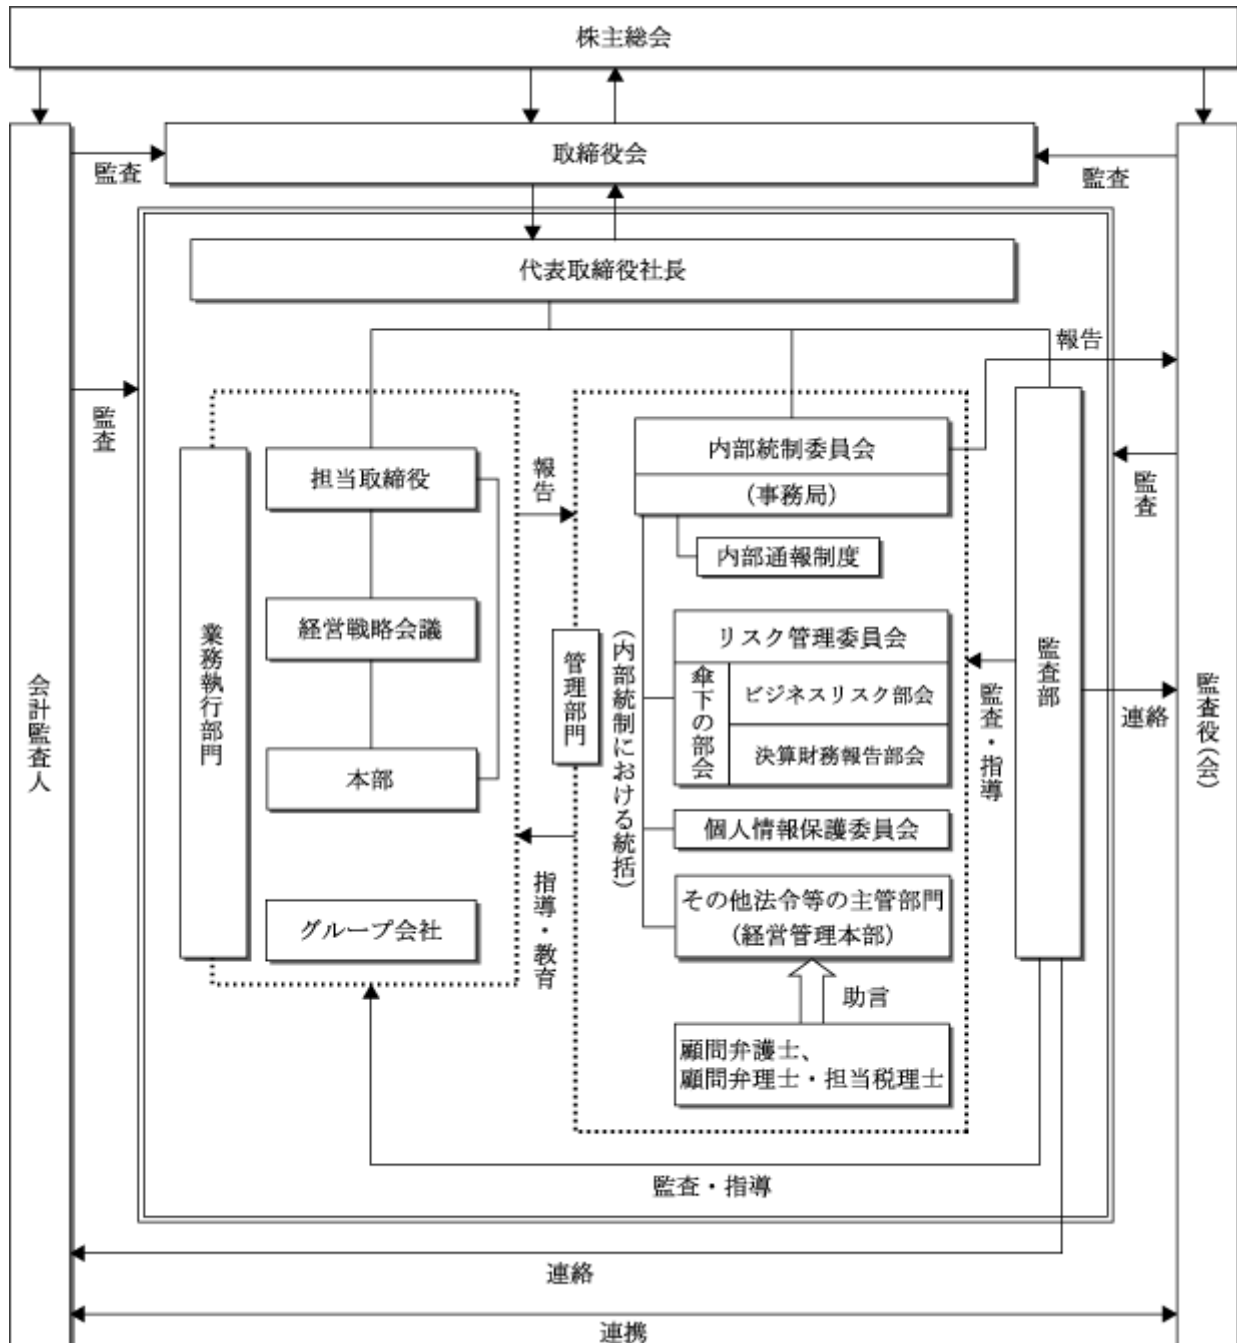 株主総会
取締役会
監査
監査
代表取締役社長
報告
監査
監査
業務執行部門
担当取締役
経営戦略会議
本部
グループ会社
報告
指導・教育
管理部門
(内部統制における統括)
内部統制委員会
(事務局)
内部通報制度
リスク管理委員会
傘下の部会
ビジネスリスク部会
決算財務報告部会
個人情報保護委員会
その他法令等の主管部門
(経営管理本部)
助言
顧問弁護士、
顧問弁理士・担当税理士
監査・指導
監査部
連絡
会計監査人
監査役(会)
監査・指導
連絡
連携